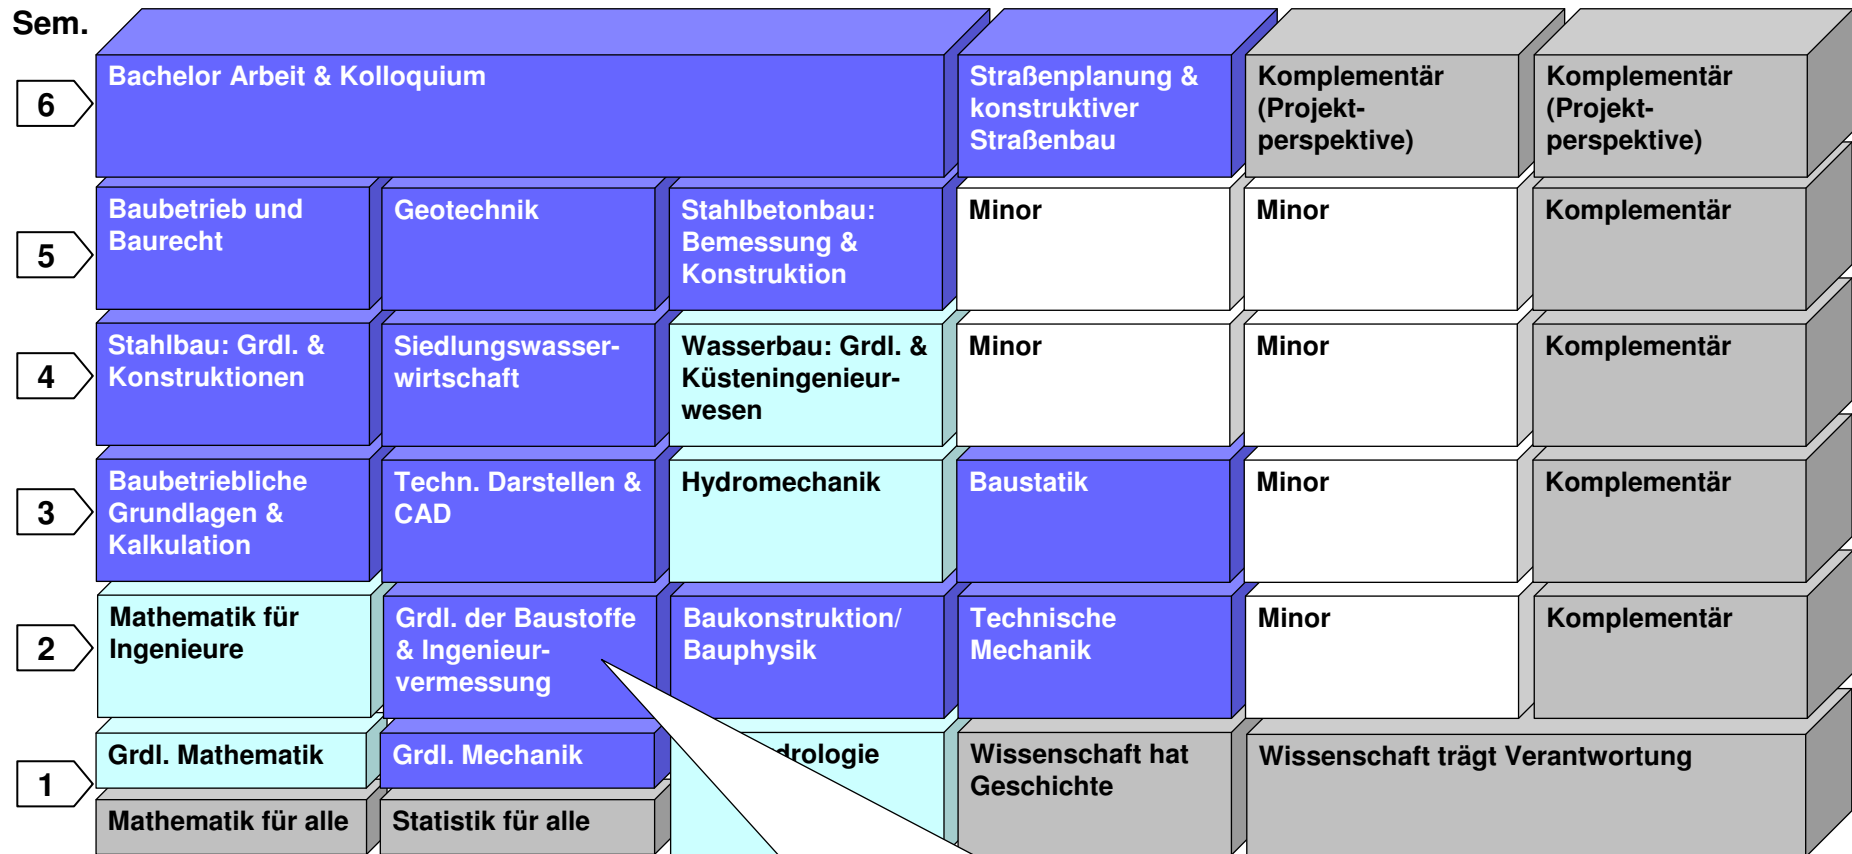 Sem.
6
Bachelor Arbeit & Kolloquium
Straßenplanung &
konstruktiver
Straßenbau
Komplementär
(Projekt-
perspektive)
Komplementär
(Projekt-
perspektive)
5
Baubetrieb und
Baurecht
Geotechnik
Stahlbetonbau:
Bemessung &
Konstruktion
Minor
Minor
Komplementär
4
Stahlbau: Grdl. &
Konstruktionen
Siedlungswasser-
wirtschaft
Wasserbau: Grdl. &
Küsteningenieur-
wesen
Minor
Minor
Komplementär
3
Baubetriebliche
Grundlagen &
Kalkulation
Techn. Darstellen &
CAD
Hydromechanik
Baustatik
Minor
Komplementär
2
Mathematik für
Ingenieure
Grdl. der Baustoffe
& Ingenieur-
vermessung
Baukonstruktion/
Bauphysik
Technische
Mechanik
Minor
Komplementär
1
Grdl. Mathematik
Grdl. Mechanik
Wissenschaft hat
Geschichte
Wissenschaft trägt Verantwortung
Mathematik für alle
Statistik für alle